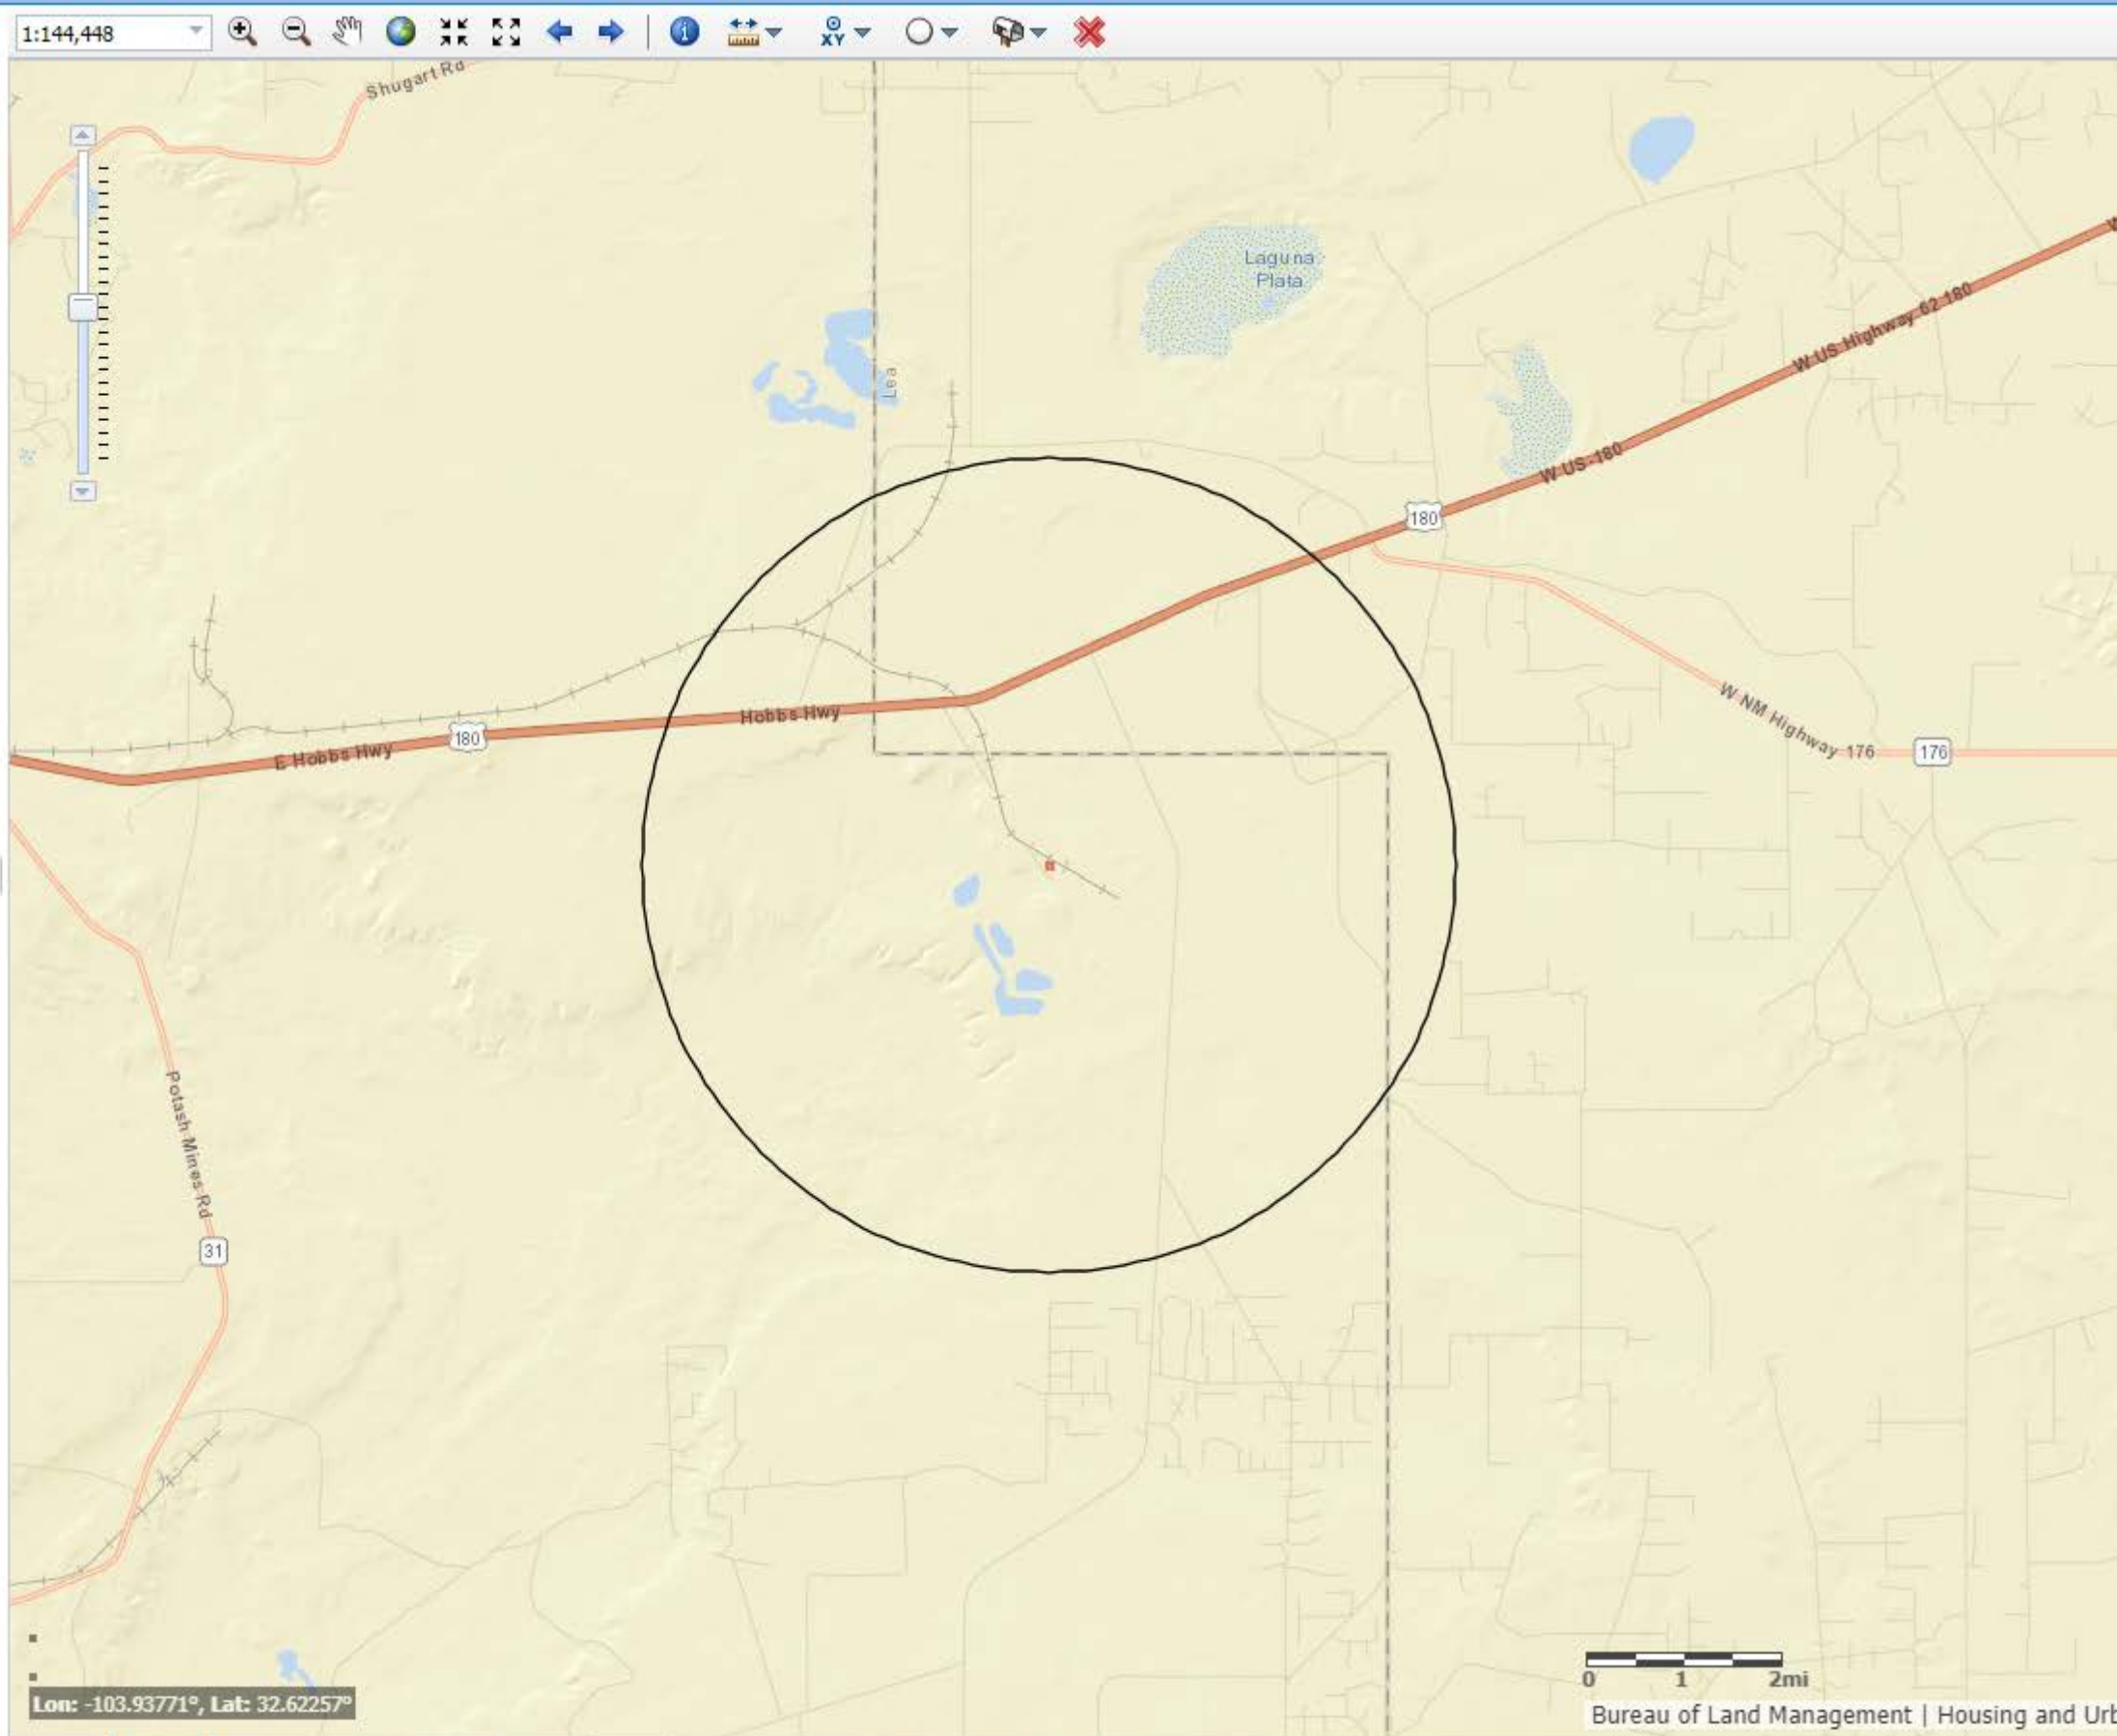 1:144,448
XY
Shugart Rd
Laguna
Plata
W US Highway 62 180
Lea
W US-180
180
W NM Highway 176
176
Hobbs Hwy
180
E Hobbs Hwy
Potash Mines Rd
31
0 1 2mi
Lon: -103.93771°, Lat: 32.62257°
Bureau of Land Management | Housing and Urb